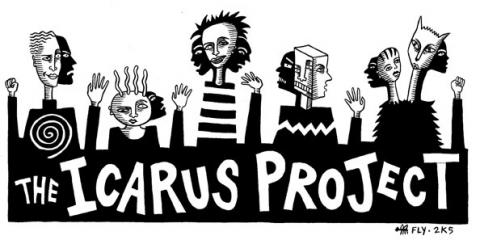 THE ICARUS PROJECT
FLY · 2K5